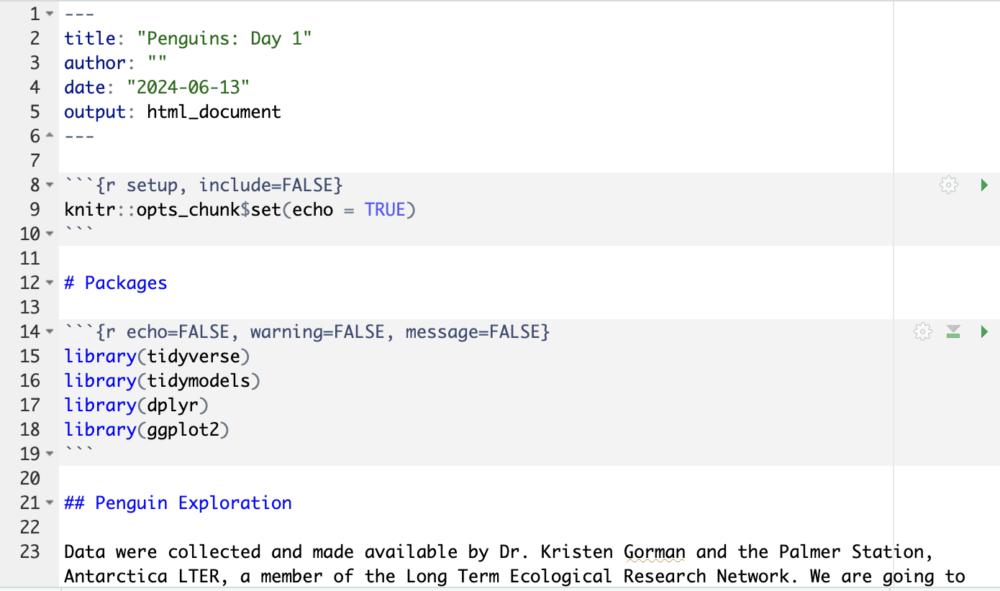 1 ---
2 title: "Penguins: Day 1"
3 author: ""
4 date: "2024-06-13"
5 output: html_document
6 ---
7
8 ```{r setup, include=FALSE}
9 knitr::opts_chunk$set(echo = TRUE)
10 ```
11
12 # Packages
13
14 ```{r echo=FALSE, warning=FALSE, message=FALSE}
15 library(tidyverse)
16 library(tidymodels)
17 library(dplyr)
18 library(ggplot2)
19 ```
20
21 ## Penguin Exploration
22
23 Data were collected and made available by Dr. Kristen Gorman and the Palmer Station,
Antarctica LTER, a member of the Long Term Ecological Research Network. We are going to